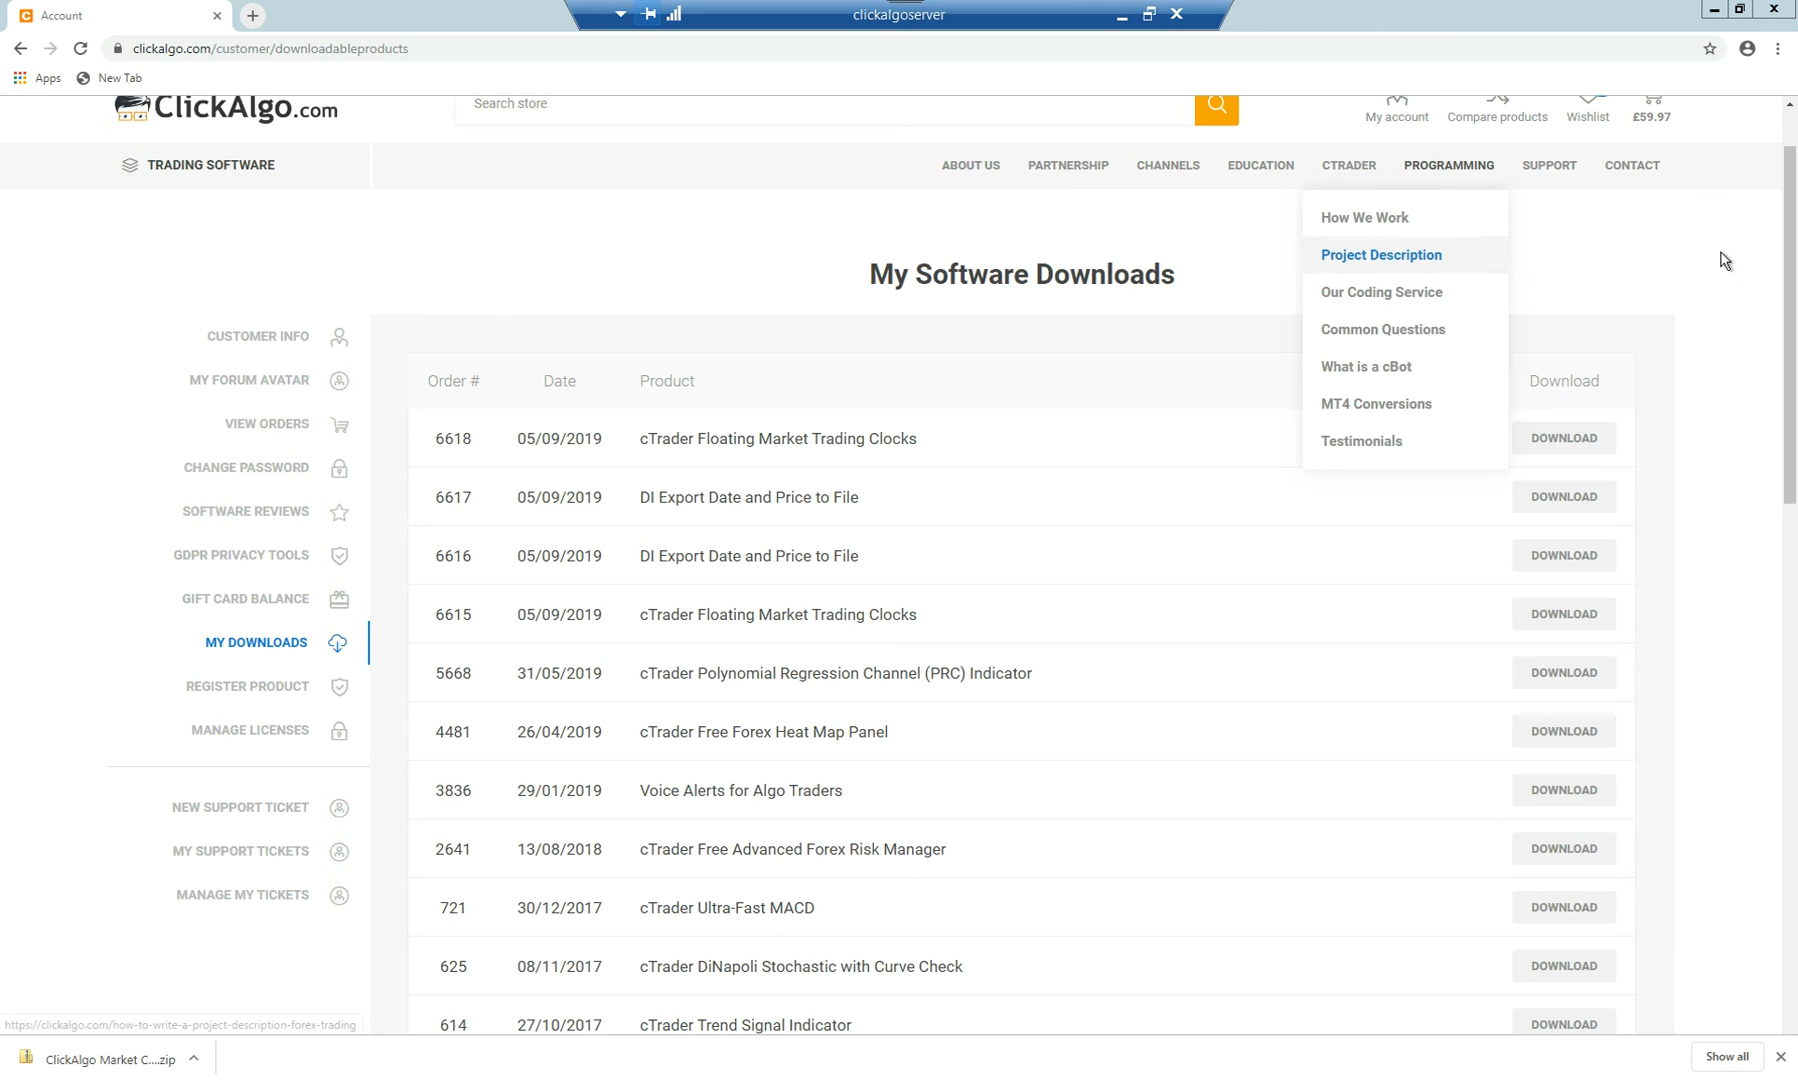 Account
clickalgoserver
clickalgo.com/customer/downloadableproducts
Apps
New Tab
ClickAlgo.com
Search store
My account
Compare products
Wishlist
£59.97
TRADING SOFTWARE
ABOUT US
PARTNERSHIP
CHANNELS
EDUCATION
CTRADER
PROGRAMMING
SUPPORT
CONTACT
How We Work
Project Description
Our Coding Service
Common Questions
What is a cBot
MT4 Conversions
Testimonials
My Software Downloads
CUSTOMER INFO
MY FORUM AVATAR
VIEW ORDERS
CHANGE PASSWORD
SOFTWARE REVIEWS
GDPR PRIVACY TOOLS
GIFT CARD BALANCE
MY DOWNLOADS
REGISTER PRODUCT
MANAGE LICENSES
NEW SUPPORT TICKET
MY SUPPORT TICKETS
MANAGE MY TICKETS
Order # Date Product Download
6618 05/09/2019 cTrader Floating Market Trading Clocks DOWNLOAD
6617 05/09/2019 DI Export Date and Price to File DOWNLOAD
6616 05/09/2019 DI Export Date and Price to File DOWNLOAD
6615 05/09/2019 cTrader Floating Market Trading Clocks DOWNLOAD
5668 31/05/2019 cTrader Polynomial Regression Channel (PRC) Indicator DOWNLOAD
4481 26/04/2019 cTrader Free Forex Heat Map Panel DOWNLOAD
3836 29/01/2019 Voice Alerts for Algo Traders DOWNLOAD
2641 13/08/2018 cTrader Free Advanced Forex Risk Manager DOWNLOAD
721 30/12/2017 cTrader Ultra-Fast MACD DOWNLOAD
625 08/11/2017 cTrader DiNapoli Stochastic with Curve Check DOWNLOAD
614 27/10/2017 cTrader Trend Signal Indicator DOWNLOAD
https://clickalgo.com/how-to-write-a-project-description-forex-trading
ClickAlgo Market C....zip
Show all